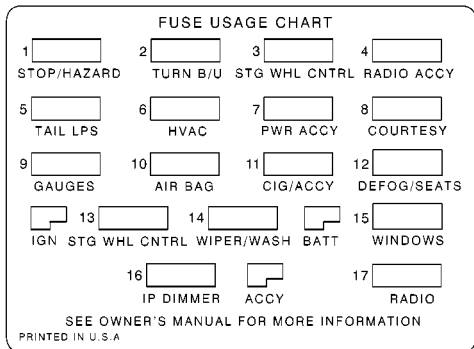 FUSE USAGE CHART
1 2 3 4
STOP/HAZARD TURN B/U STG WHL CNTRL RADIO ACCY
5 6 7 8
TAIL LPS HVAC PWR ACCY COURTESY
9 10 11 12
GAUGES AIR BAG CIG/ACCY DEFOG/SEATS
13 14 15
IGN STG WHL CNTRL WIPER/WASH BATT WINDOWS
16 17
IP DIMMER ACCY RADIO
SEE OWNER'S MANUAL FOR MORE INFORMATION
PRINTED IN U.S.A